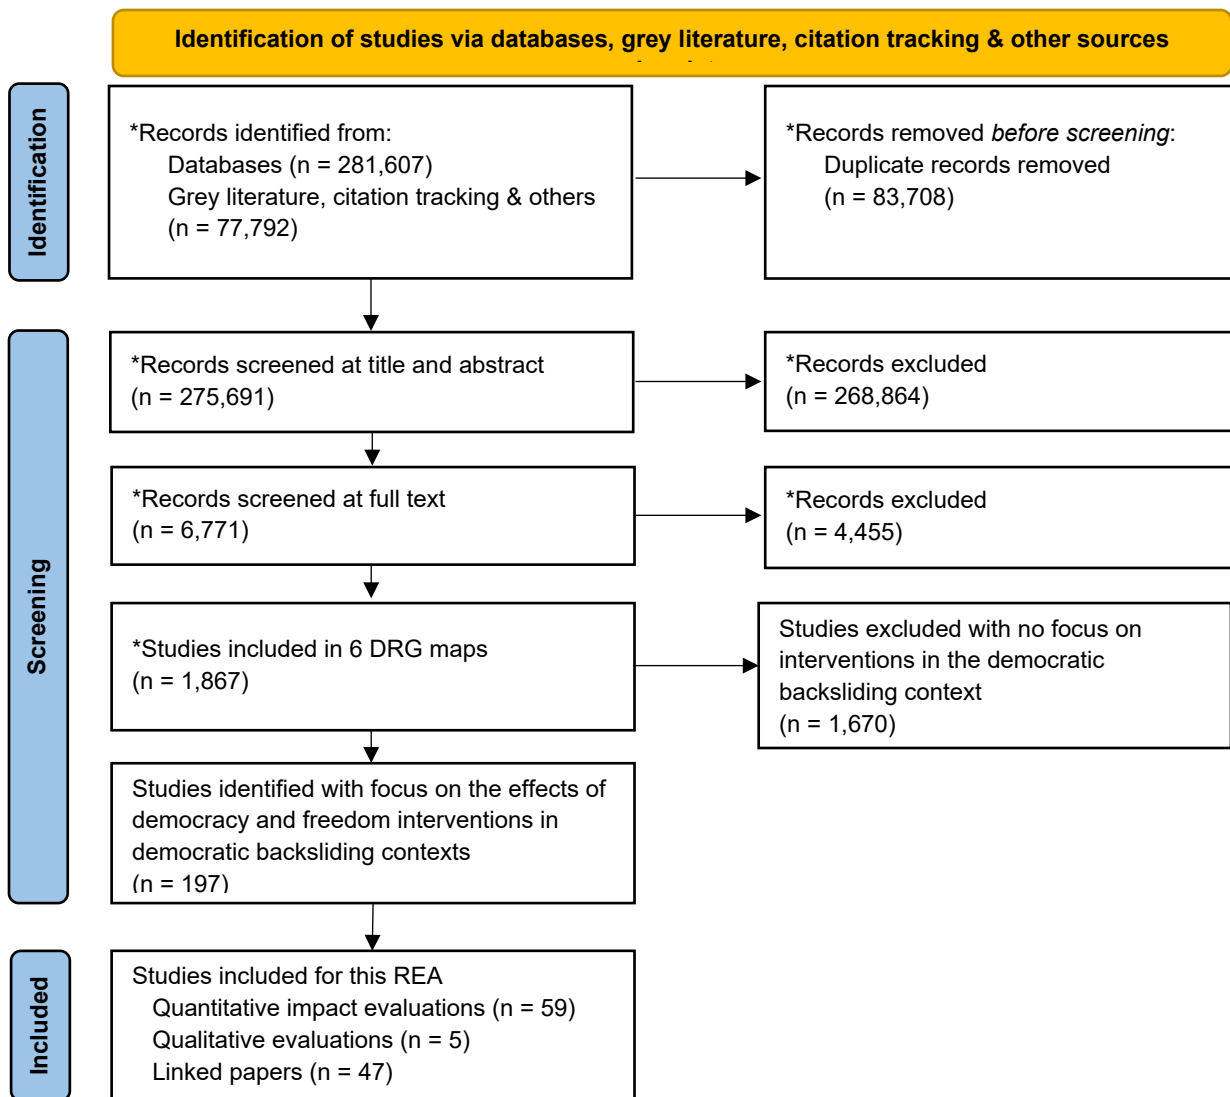 Identification of studies via databases, grey literature, citation tracking & other sources
Identification
*Records identified from:
Databases (n = 281,607)
Grey literature, citation tracking & others
(n = 77,792)
*Records removed before screening:
Duplicate records removed
(n = 83,708)
Screening
*Records screened at title and abstract
(n = 275,691)
*Records excluded
(n = 268,864)
*Records screened at full text
(n = 6,771)
*Records excluded
(n = 4,455)
*Studies included in 6 DRG maps
(n = 1,867)
Studies excluded with no focus on
interventions in the democratic
backsliding context
(n = 1,670)
Studies identified with focus on the effects of
democracy and freedom interventions in
democratic backsliding contexts
(n = 197)
Included
Studies included for this REA
Quantitative impact evaluations (n = 59)
Qualitative evaluations (n = 5)
Linked papers (n = 47)